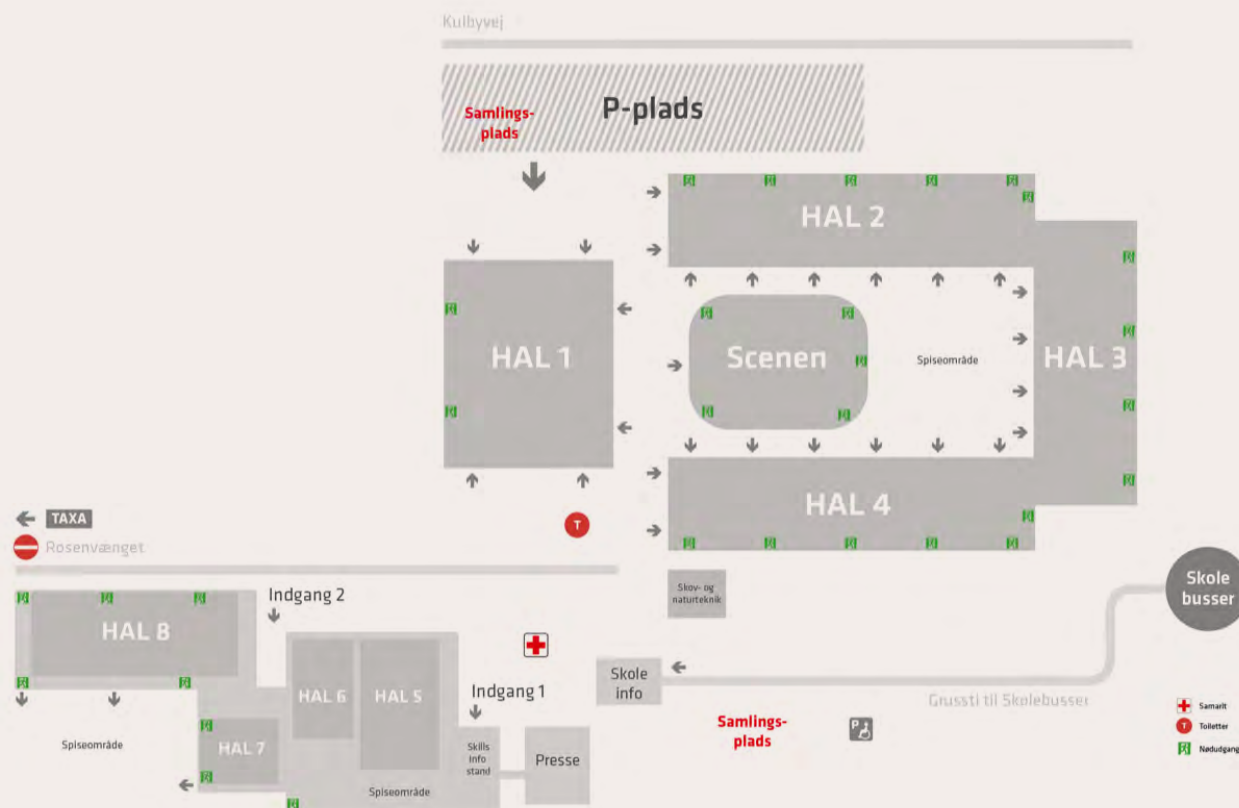 Kulbyvej
P-plads
Samlings-
plads
HAL 2
HAL 1
Scenen
Spiseområde
HAL 3
HAL 4
TAXA
T
Rosenvænget
Skov- og
naturteknik
Skole
busser
Indgang 2
HAL 8
HAL 6
HAL 5
Indgang 1
Skole
info
Grussti til Skolebusser
Samlings-
plads
P
Samarit
T
Toiletter
Nødudgang
Spiseområde
HAL 7
Skills
info
stand
Presse
Spiseområde